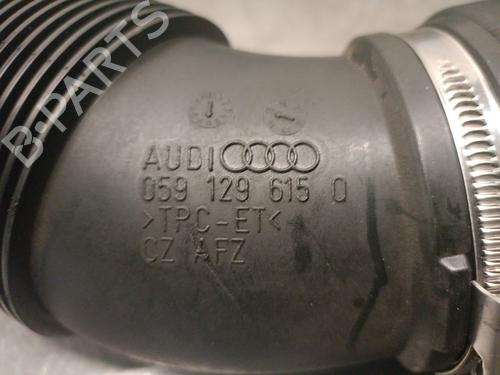 B-PARTS
AUDI
059 129 615 Q
>TPC-ET<
CZ AFZ